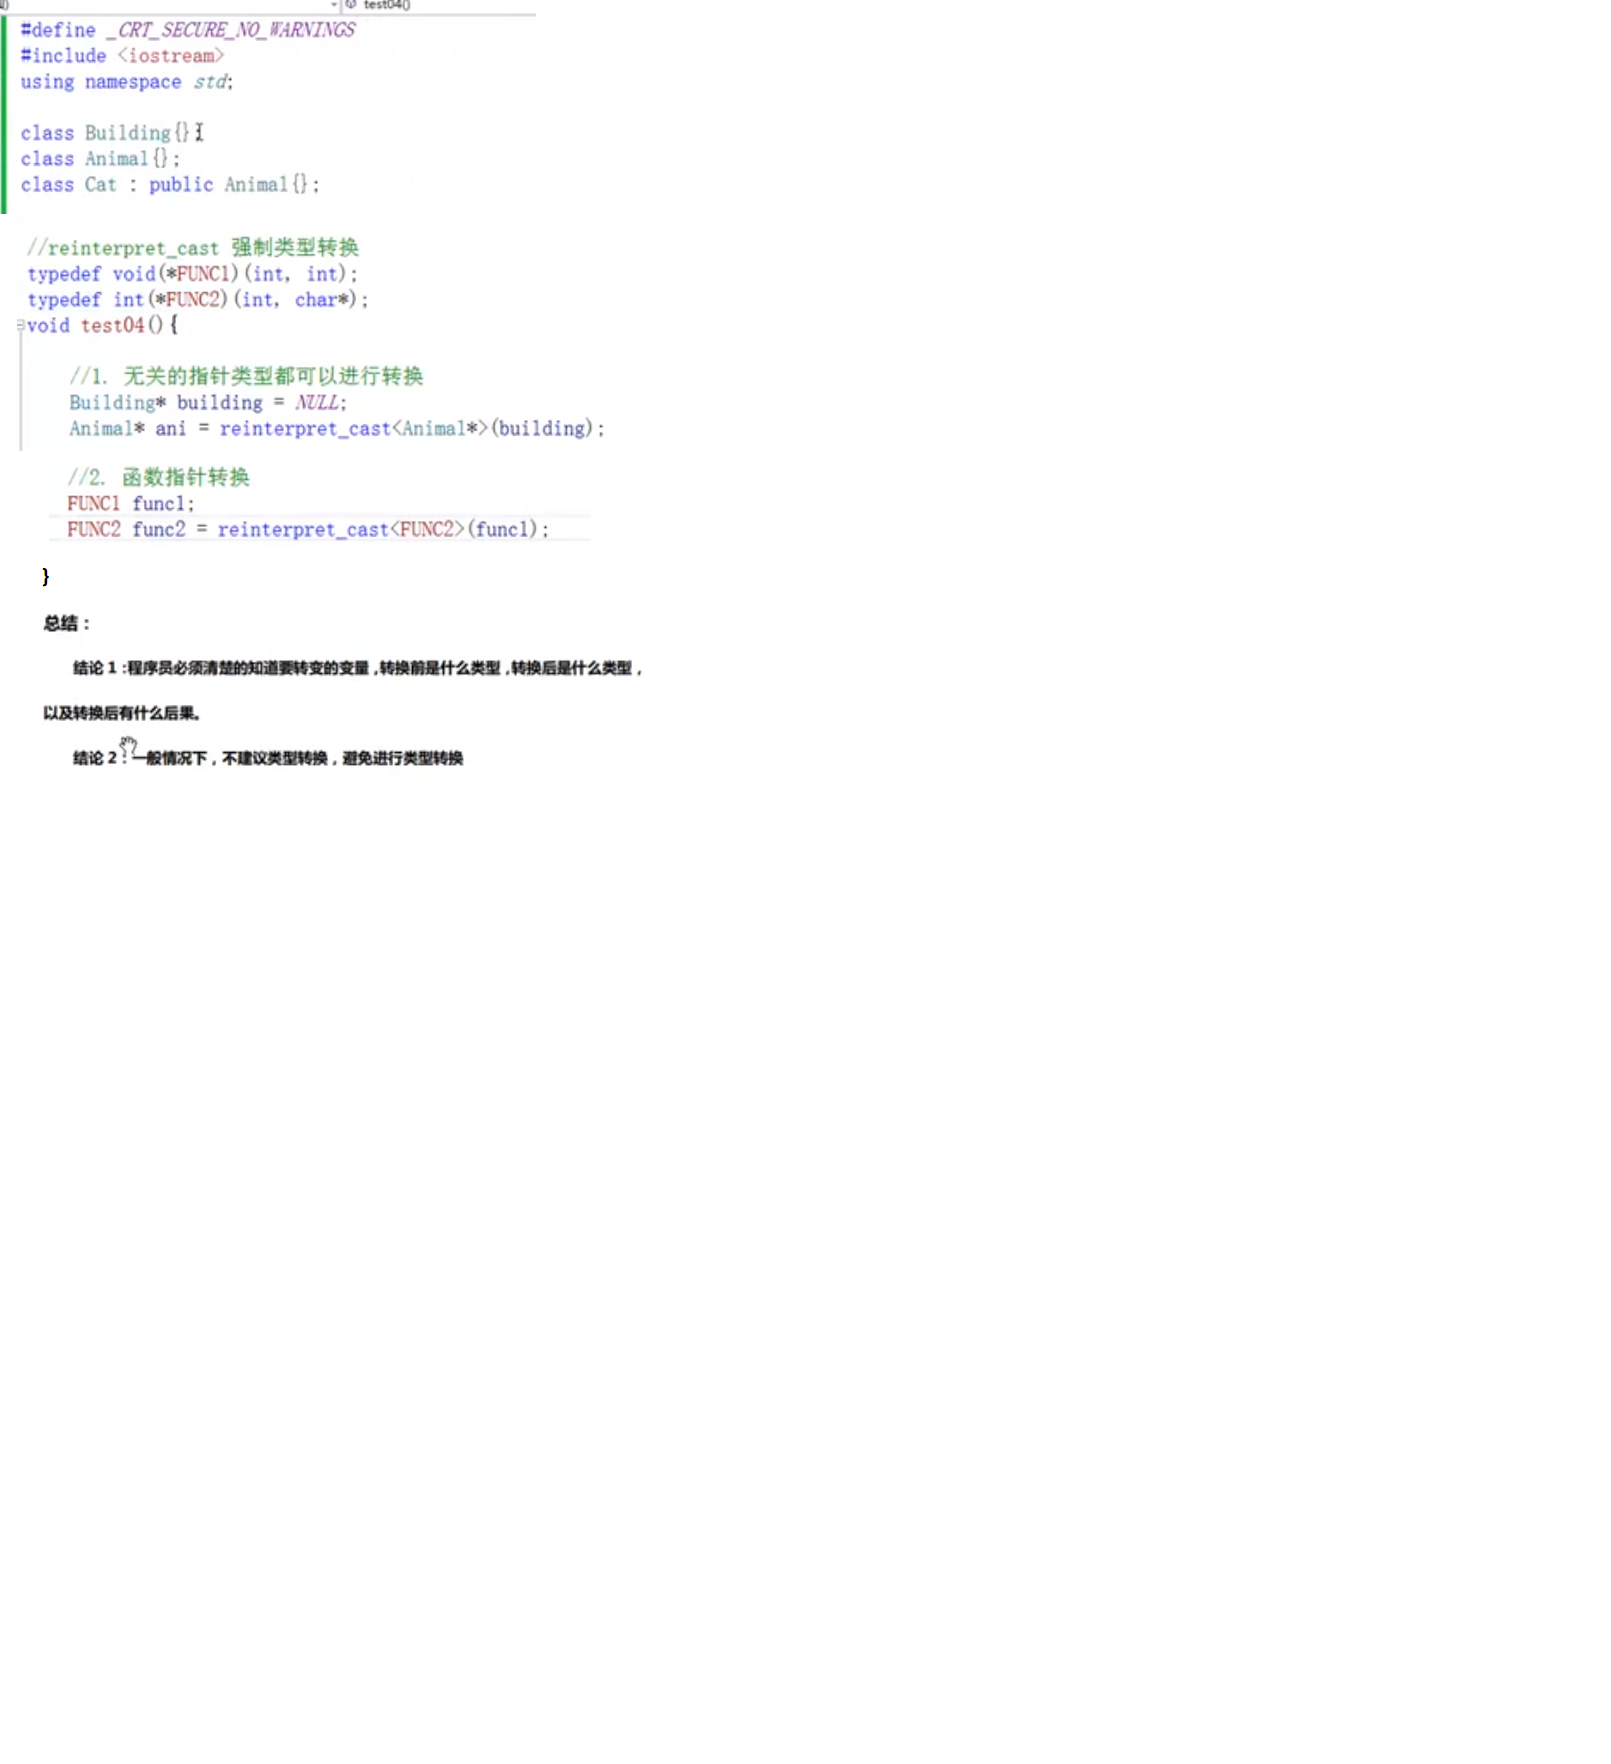 test04()
#define _CRT_SECURE_NO_WARNINGS
#include <iostream>
using namespace std;
class Building{}
class Animal{};
class Cat : public Animal{};
//reinterpret_cast 强制类型转换
typedef void(*FUNC1)(int, int);
typedef int(*FUNC2)(int, char*);
void test04(){
//1. 无关的指针类型都可以进行转换
Building* building = NULL;
Animal* ani = reinterpret_cast<Animal*>(building);
//2. 函数指针转换
FUNC1 func1;
FUNC2 func2 = reinterpret_cast<FUNC2>(func1);
}
总结：
结论 1 :程序员必须清楚的知道要转变的变量,转换前是什么类型,转换后是什么类型，
以及转换后有什么后果。
结论 2 : 一般情况下，不建议类型转换，避免进行类型转换